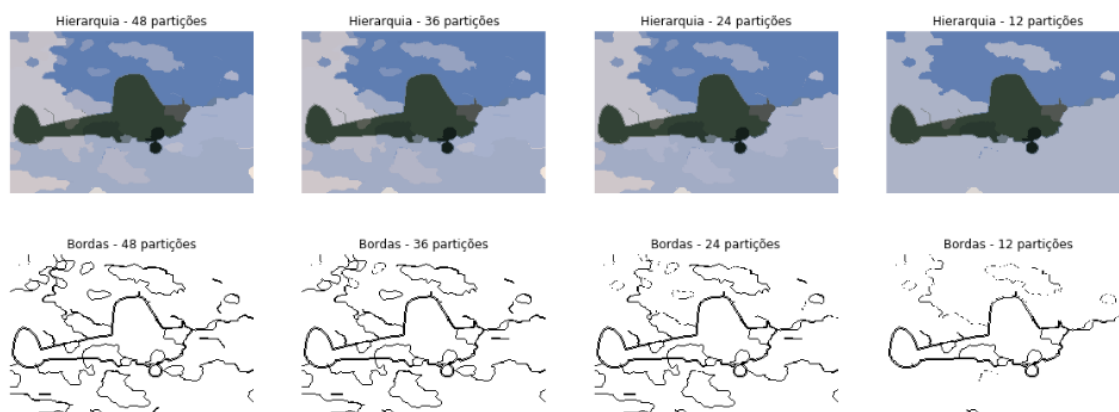 Hierarquia - 48 partições
Hierarquia - 36 partições
Hierarquia - 24 partições
Hierarquia - 12 partições
Bordas - 48 partições
Bordas - 36 partições
Bordas - 24 partições
Bordas - 12 partições